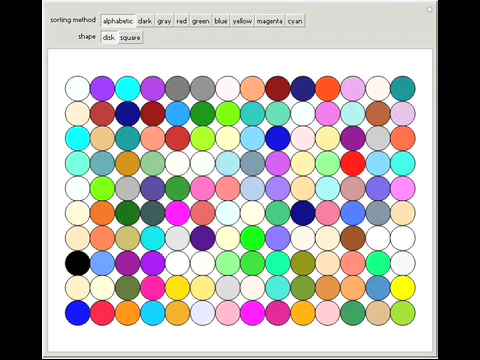 sorting method alphabetic dark gray red green blue yellow magenta cyan
shape disk square